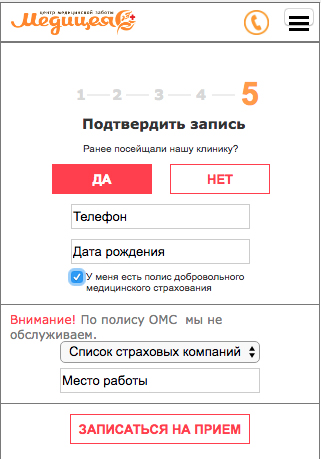 центр медицинской заботы
Медицея
1 2 3 4 5
Подтвердить запись
Ранее посещали нашу клинику?
ДА НЕТ
Телефон
Дата рождения
У меня есть полис добровольного
медицинского страхования
Внимание! По полису ОМС мы не
обслуживаем.
Список страховых компаний
Место работы
ЗАПИСАТЬСЯ НА ПРИЕМ